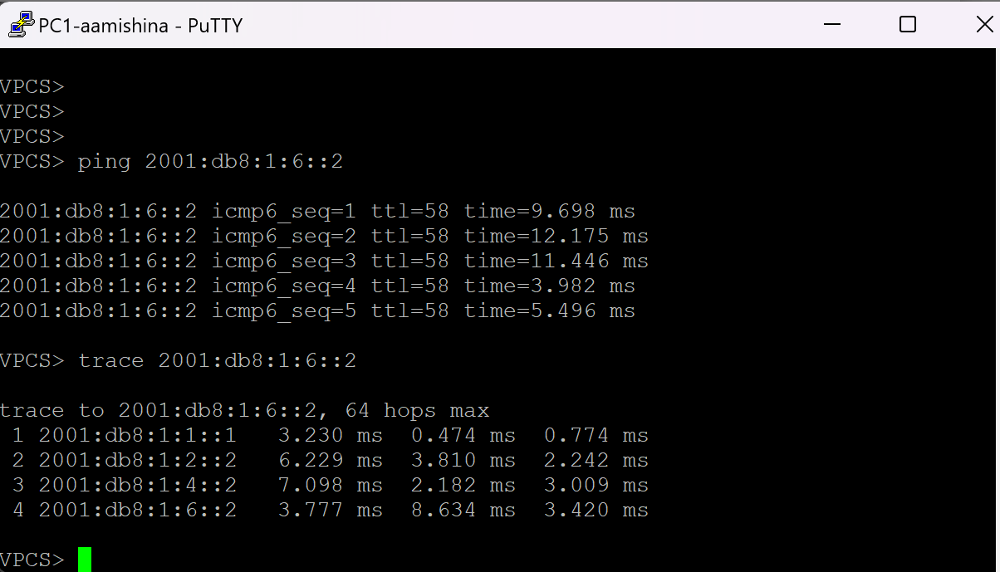 PC1-aamishina - PuTTY
VPCS>
VPCS>
VPCS>
VPCS> ping 2001:db8:1:6::2
2001:db8:1:6::2 icmp6_seq=1 ttl=58 time=9.698 ms
2001:db8:1:6::2 icmp6_seq=2 ttl=58 time=12.175 ms
2001:db8:1:6::2 icmp6_seq=3 ttl=58 time=11.446 ms
2001:db8:1:6::2 icmp6_seq=4 ttl=58 time=3.982 ms
2001:db8:1:6::2 icmp6_seq=5 ttl=58 time=5.496 ms
VPCS> trace 2001:db8:1:6::2
trace to 2001:db8:1:6::2, 64 hops max
1 2001:db8:1:1::1 3.230 ms 0.474 ms 0.774 ms
2 2001:db8:1:2::2 6.229 ms 3.810 ms 2.242 ms
3 2001:db8:1:4::2 7.098 ms 2.182 ms 3.009 ms
4 2001:db8:1:6::2 3.777 ms 8.634 ms 3.420 ms
VPCS>